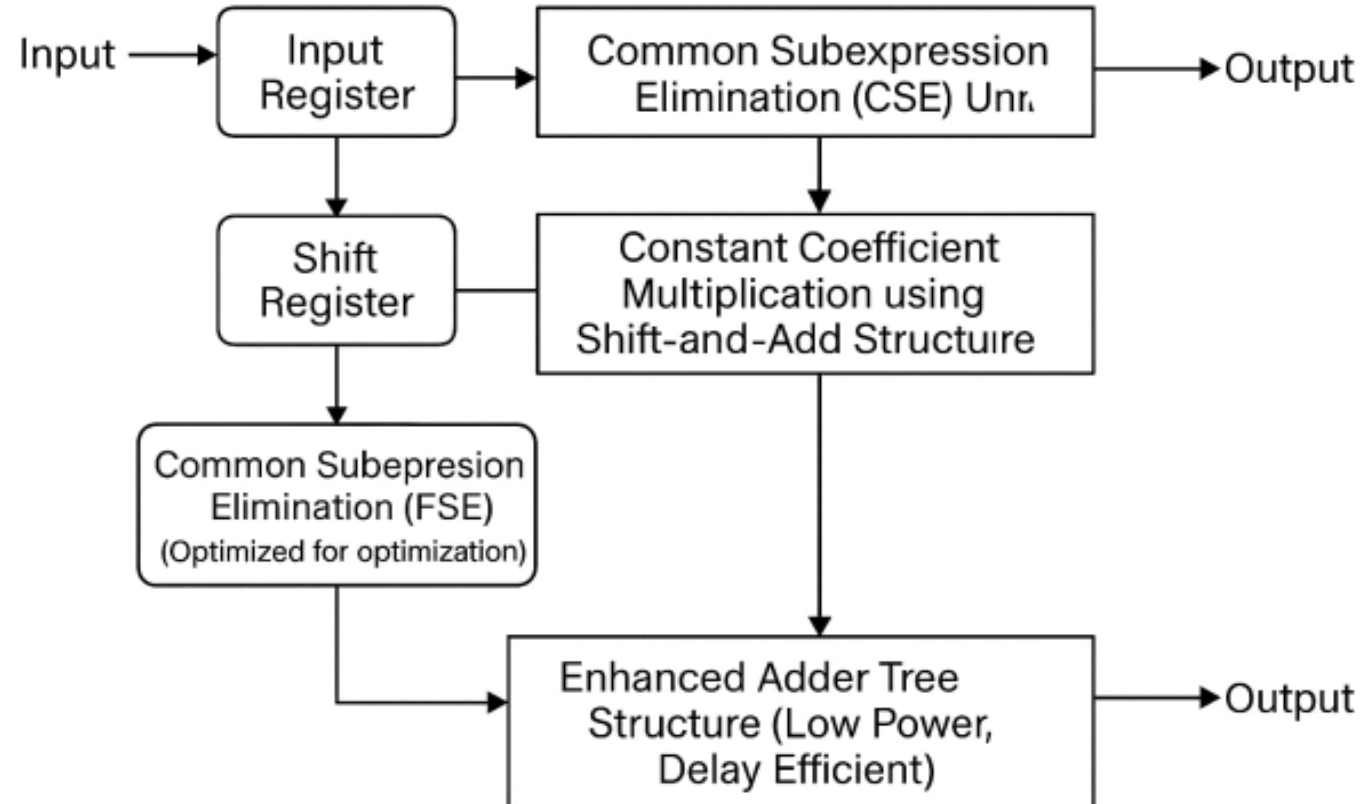 Input
Input
Register
Common Subexpression
Elimination (CSE) Unr.
Output
Shift
Register
Constant Coefficient
Multiplication using
Shift-and-Add Structuire
Common Subepresion
Elimination (FSE)
(Optimized for optimization)
Enhanced Adder Tree
Structure (Low Power,
Delay Efficient)
Output